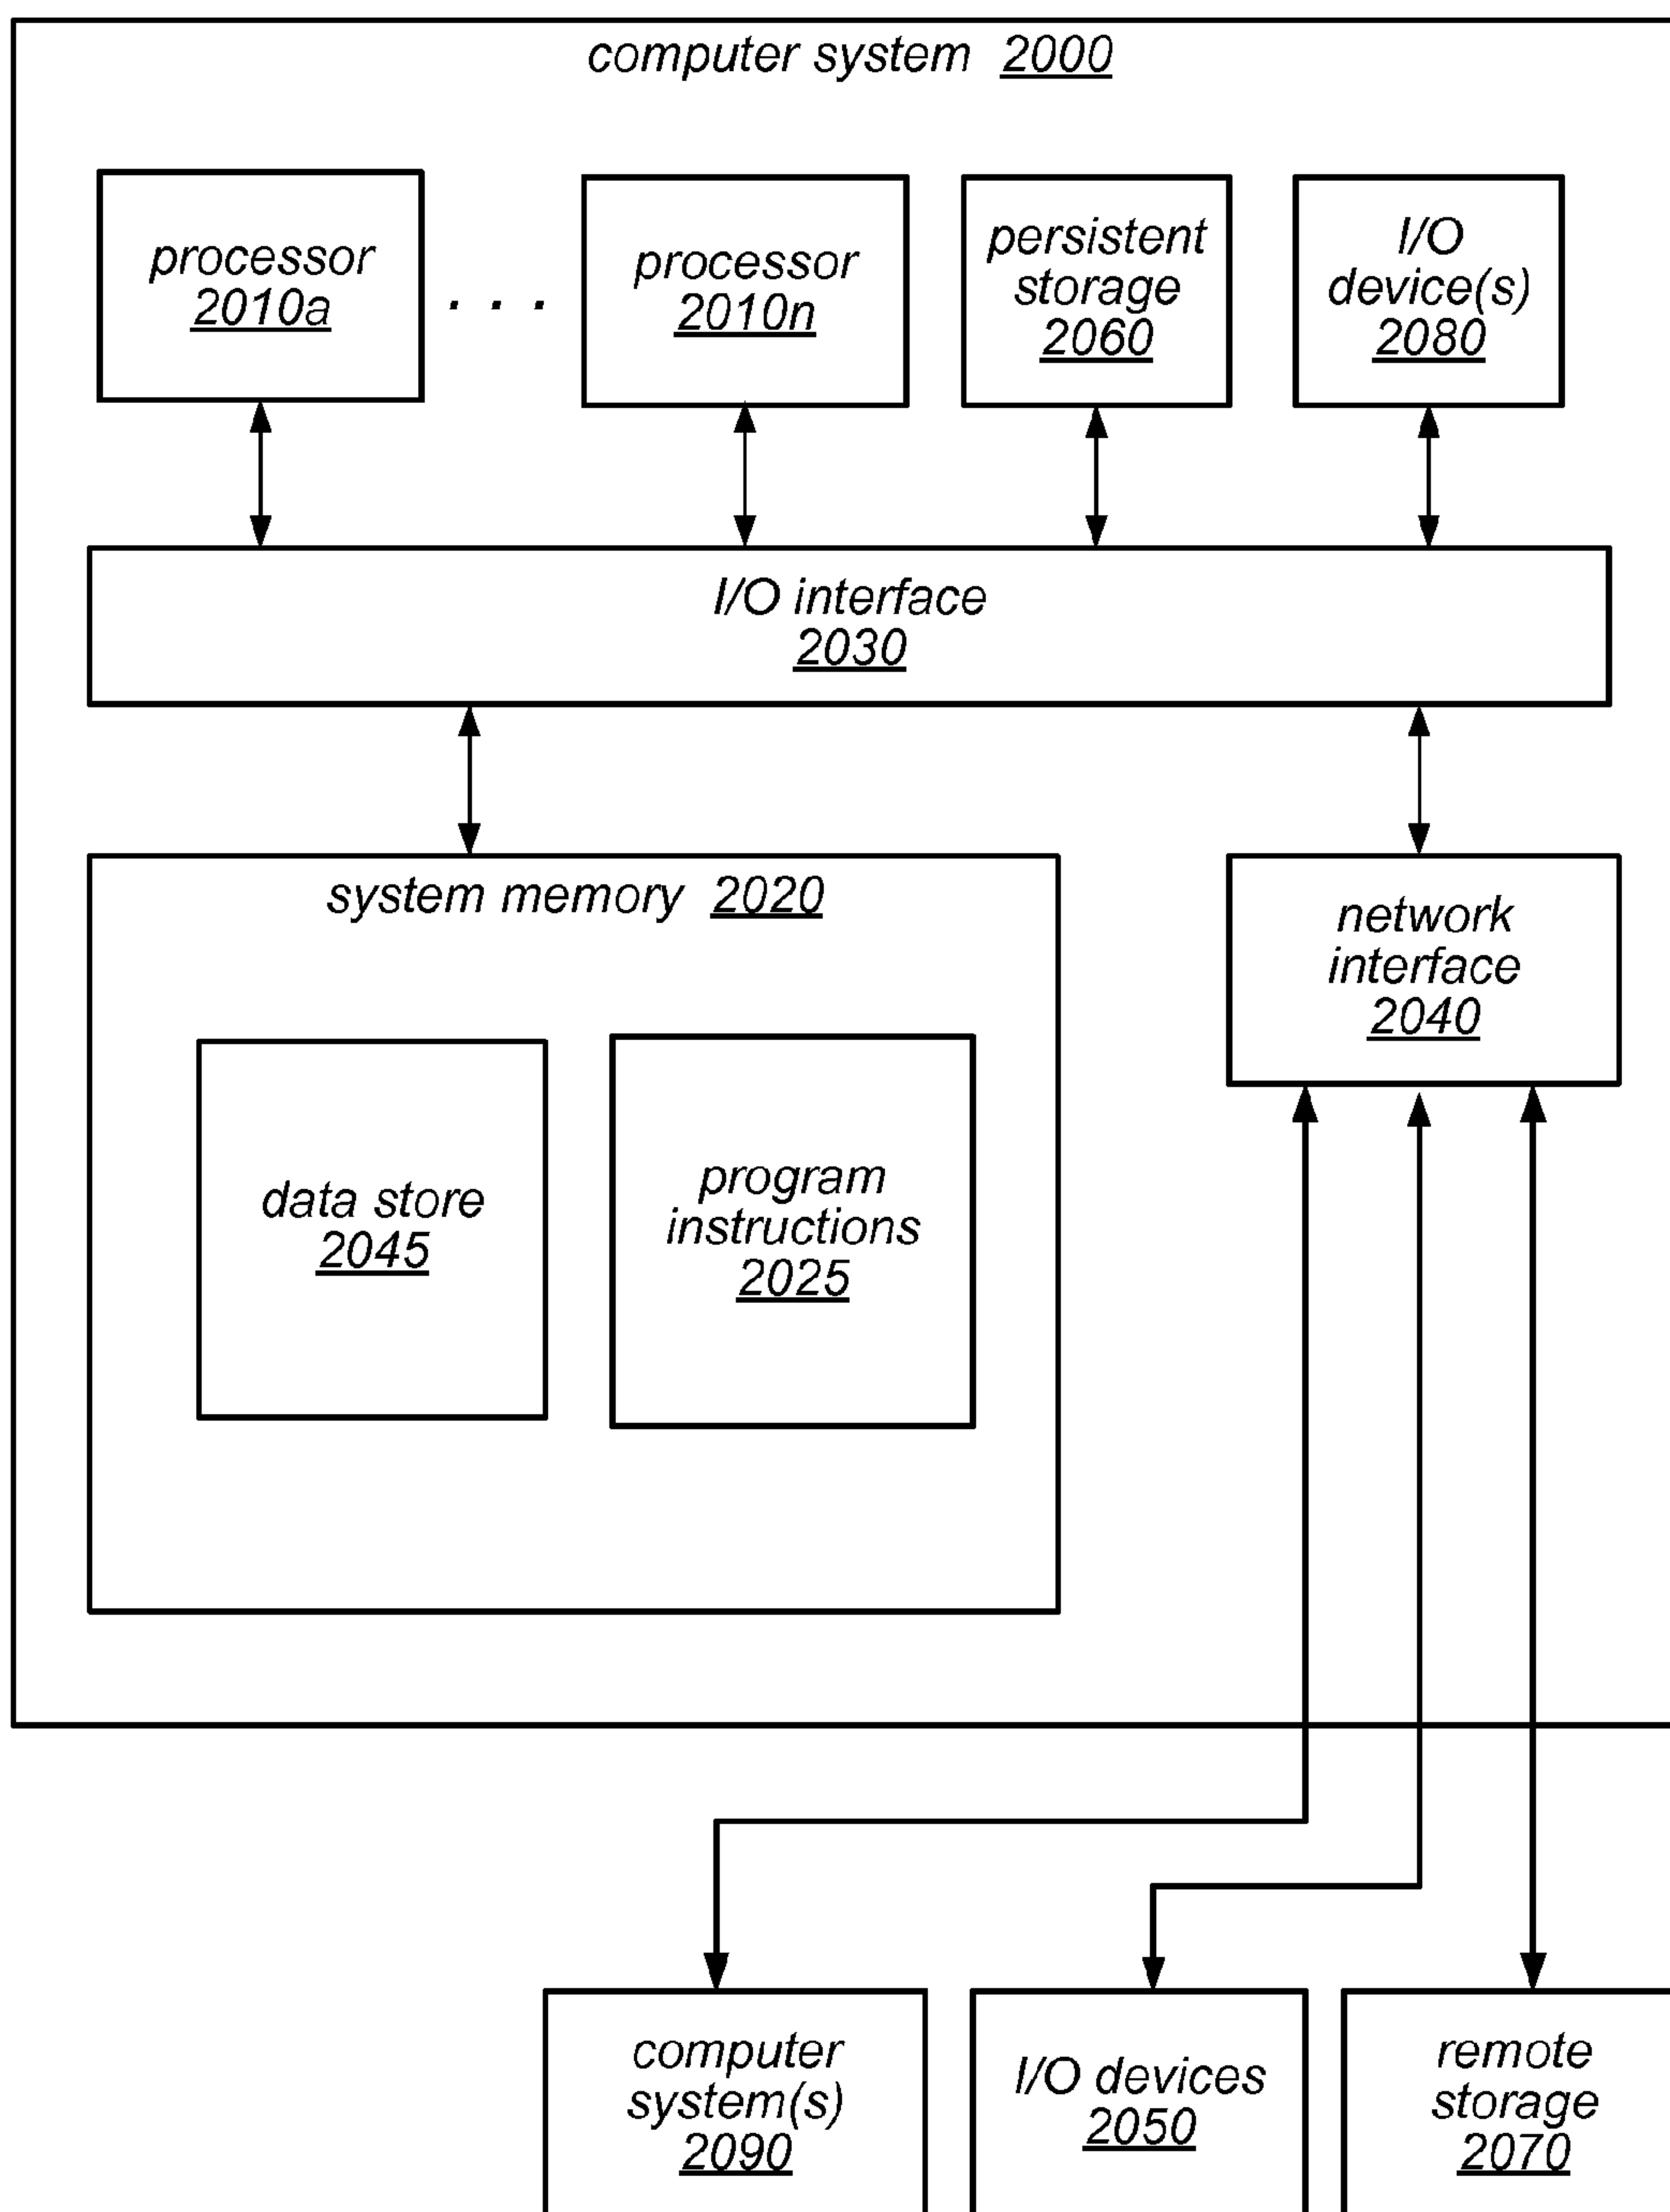 computer system 2000
processor
2010a
. . .
processor
2010n
persistent
storage
2060
I/O
device(s)
2080
I/O interface
2030
system memory 2020
network
interface
2040
data store
2045
program
instructions
2025
computer
system(s)
2090
I/O devices
2050
remote
storage
2070